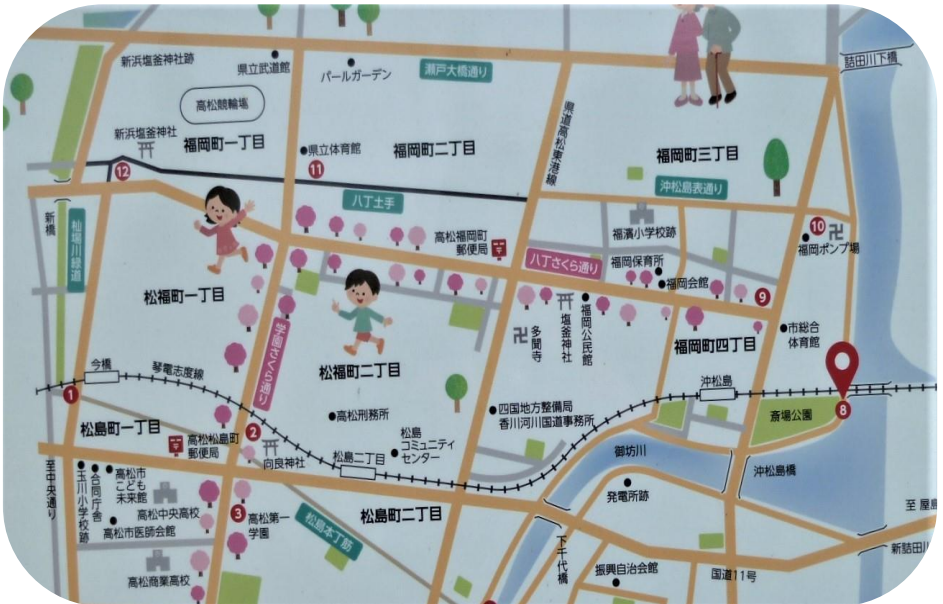 新浜塩釜神社跡
県立武道館
パールガーデン
瀬戸大橋通り
詰田川下橋
高松競輪場
新浜塩釜神社
福岡町一丁目
県立体育館
11
福岡町二丁目
県道高松東港線
福岡町三丁目
12
八丁土手
沖松島表通り
新橋
杣場川緑道
高松福岡町
郵便局
福濱小学校跡
10
福岡ポンプ場
八丁さくら通り
福岡保育所
福岡会館
9
松福町一丁目
学園さくら通り
多聞寺
塩釜神社
福岡公民館
市総合
体育館
福岡町四丁目
松福町二丁目
今橋
琴電志度線
沖松島
1
高松刑務所
四国地方整備局
香川河川国道事務所
斎場公園
8
松島町一丁目
高松松島町
郵便局
2
向良神社
松島二丁目
松島
コミュニティ
センター
御坊川
沖松島橋
至中央通り
玉川小学校跡
合同庁舎
高松市
こども
未来館
高松中央高校
高松市医師会館
3
高松第一
学園
松島本丁筋
松島町二丁目
発電所跡
至 屋島
下千代橋
新詰田川
高松商業高校
振興自治会館
国道11号